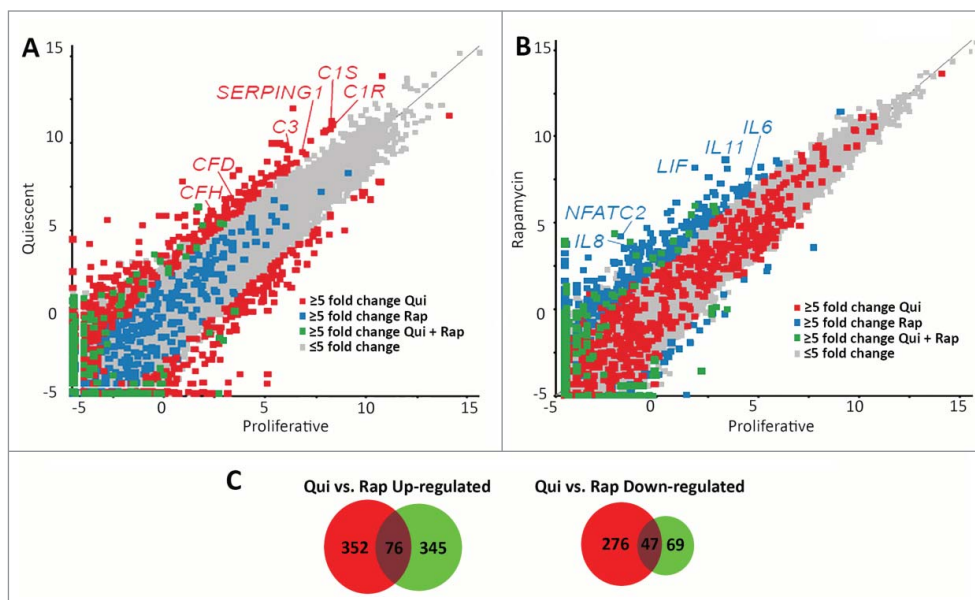 A
15
10
5
0
-5
Quiescent
C1S
SERPING1
C1R
C3
CFD
CFH
≥5 fold change Qui
≥5 fold change Rap
≥5 fold change Qui + Rap
≤5 fold change
-5 0 5 10 15
Proliferative
B
15
10
5
0
-5
Rapamycin
IL6
IL11
LIF
NFATC2
IL8
≥5 fold change Qui
≥5 fold change Rap
≥5 fold change Qui + Rap
≤5 fold change
-5 0 5 10 15
Proliferative
C
Qui vs. Rap Up-regulated
352 76 345
Qui vs. Rap Down-regulated
276 47 69